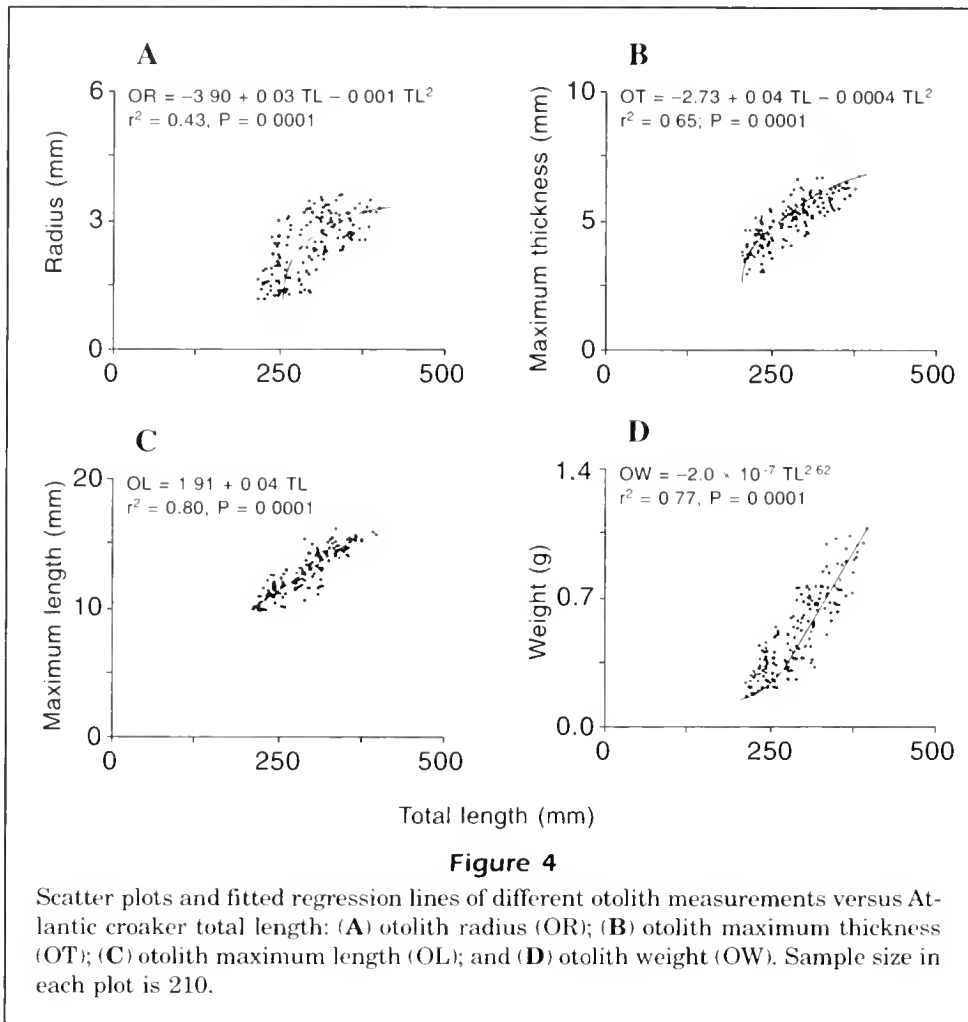 A
6
OR = −3 90 + 0 03 TL − 0 001 TL²
r² = 0.43, P = 0 0001
Radius (mm)
3
0
0
250
500
B
10
OT = −2.73 + 0 04 TL − 0 0004 TL²
r² = 0 65; P = 0 0001
Maximum thickness (mm)
5
0
0
250
500
C
20
OL = 1 91 + 0 04 TL
r² = 0.80, P = 0 0001
Maximum length (mm)
10
0
0
250
500
D
1.4
OW = −2.0 × 10⁻⁷ TL² ⁶²
r² = 0 77, P = 0 0001
Weight (g)
0.7
0.0
0
250
500
Total length (mm)
Figure 4
Scatter plots and fitted regression lines of different otolith measurements versus At-
lantic croaker total length: (A) otolith radius (OR); (B) otolith maximum thickness
(OT); (C) otolith maximum length (OL); and (D) otolith weight (OW). Sample size in
each plot is 210.